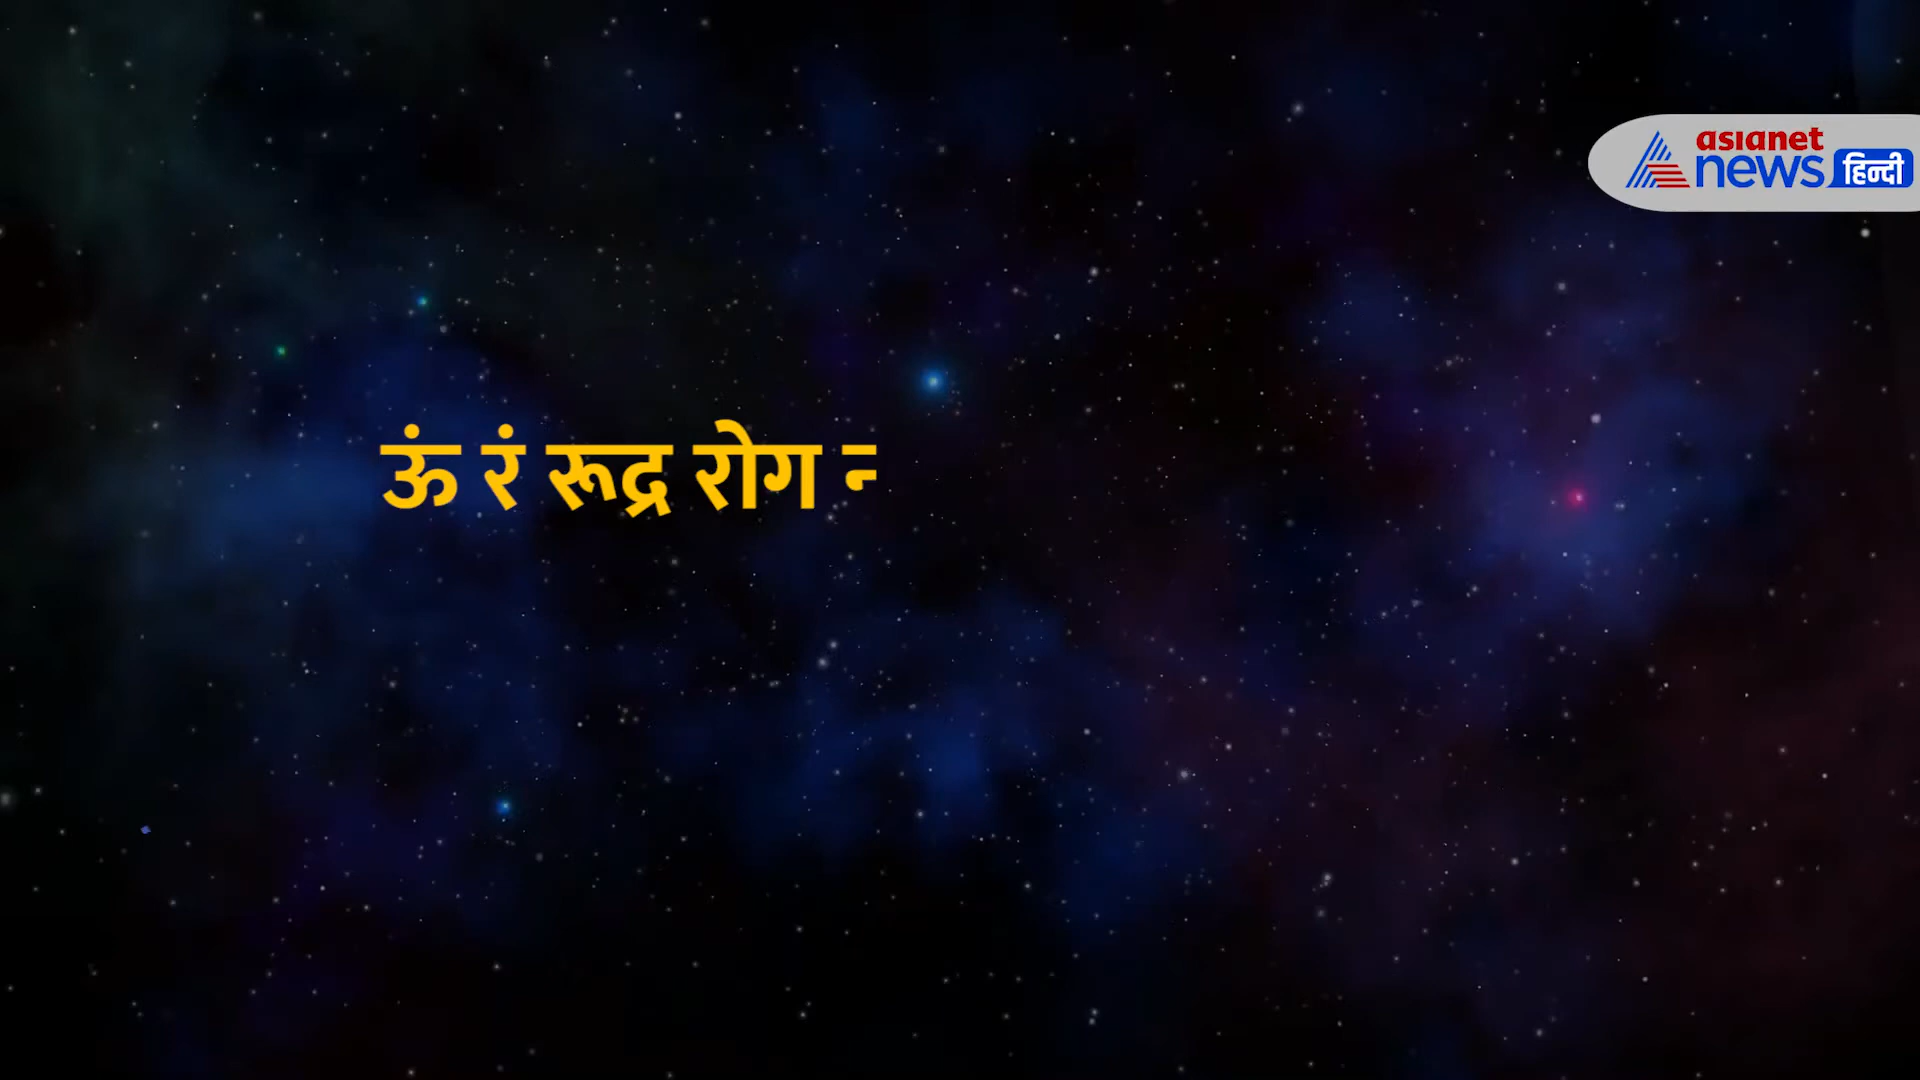 asianet
news हिन्दी
ऊं रं रूद्र रोग